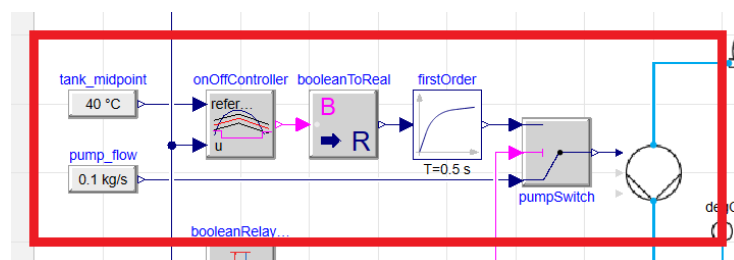 tank_midpoint
onOffController
booleanToReal
firstOrder
40 °C
refer...
u
B
R
T=0.5 s
pump_flow
0.1 kg/s
pumpSwitch
booleanRelay...